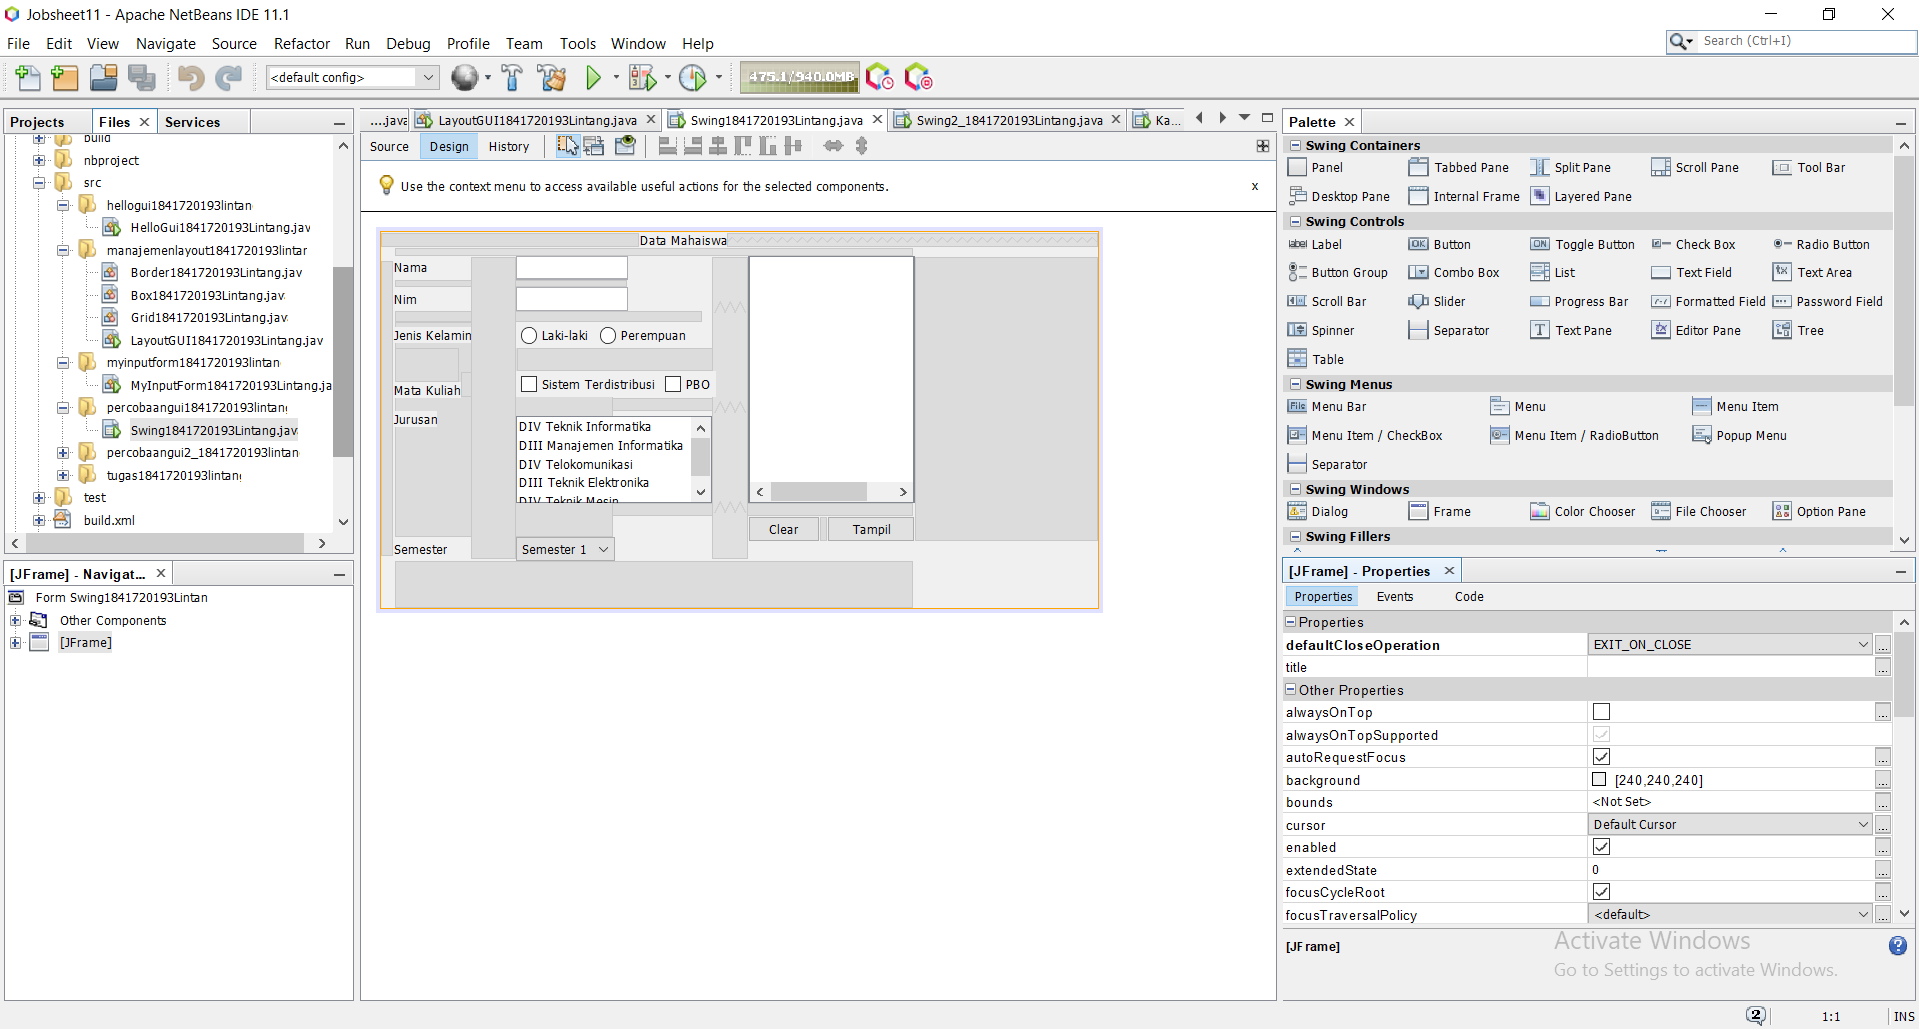 Jobsheet11 - Apache NetBeans IDE 11.1
File Edit View Navigate Source Refactor Run Debug Profile Team Tools Window Help
Search (Ctrl+I)
<default config>
475.1/940.0MB
Projects Files Services
build
nbproject
src
hellogui1841720193lintan
HelloGui1841720193Lintang.jav
manajemenlayout1841720193lintar
Border1841720193Lintang.jav
Box1841720193Lintang.jav
Grid1841720193Lintang.jav
LayoutGUI1841720193Lintang.jav
myinputform1841720193lintan
MyInputForm1841720193Lintang.ja
percobaangui1841720193lintang
Swing1841720193Lintang.jav
percobaangui2_1841720193lintan
tugas1841720193lintang
test
build.xml
[JFrame] - Navigat...
Form Swing1841720193Lintan
Other Components
[JFrame]
....java LayoutGUI1841720193Lintang.java Swing1841720193Lintang.java Swing2_1841720193Lintang.java Ka...
Source Design History
Use the context menu to access available useful actions for the selected components.
x
Data Mahaiswa
Nama
Nim
Jenis Kelamin Laki-laki Perempuan
Sistem Terdistribusi PBO
Mata Kuliah
Jurusan
DIV Teknik Informatika
DIII Manajemen Informatika
DIV Telokomunikasi
DIII Teknik Elektronika
DIV Teknik Mesin
Clear Tampil
Semester Semester 1
Palette
Swing Containers
Panel Tabbed Pane Split Pane Scroll Pane Tool Bar
Desktop Pane Internal Frame Layered Pane
Swing Controls
label Label OK Button ON Toggle Button Check Box Radio Button
Button Group Combo Box List Text Field Text Area
Scroll Bar Slider Progress Bar Formatted Field Password Field
Spinner Separator Text Pane Editor Pane Tree
Table
Swing Menus
File Menu Bar Menu Menu Item
Menu Item / CheckBox Menu Item / RadioButton Popup Menu
Separator
Swing Windows
Dialog Frame Color Chooser File Chooser Option Pane
Swing Fillers
[JFrame] - Properties
Properties Events Code
Properties
defaultCloseOperation EXIT_ON_CLOSE ...
title ...
Other Properties
alwaysOnTop ...
alwaysOnTopSupported
autoRequestFocus ...
background [240,240,240] ...
bounds <Not Set> ...
cursor Default Cursor ...
enabled ...
extendedState 0 ...
focusCycleRoot ...
focusTraversalPolicy <default> ...
[JFrame]
Activate Windows
Go to Settings to activate Windows.
2 1:1 INS